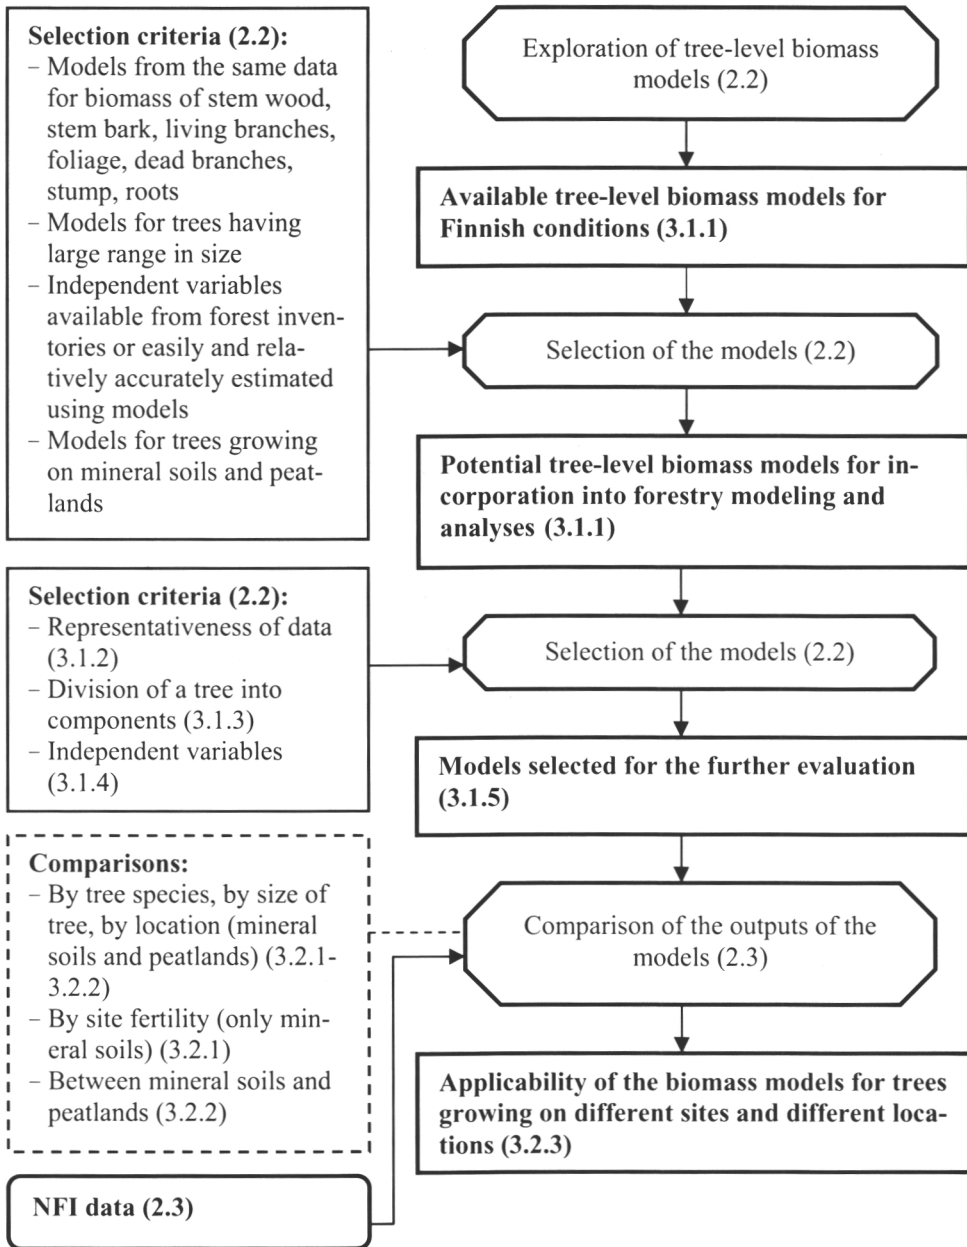 Selection criteria (2.2):
– Models from the same data
for biomass of stem wood,
stem bark, living branches,
foliage, dead branches,
stump, roots
– Models for trees having
large range in size
– Independent variables
available from forest inven-
tories or easily and rela-
tively accurately estimated
using models
– Models for trees growing
on mineral soils and peat-
lands
Exploration of tree-level biomass
models (2.2)
Available tree-level biomass models for
Finnish conditions (3.1.1)
Selection of the models (2.2)
Potential tree-level biomass models for in-
corporation into forestry modeling and
analyses (3.1.1)
Selection criteria (2.2):
– Representativeness of data
(3.1.2)
– Division of a tree into
components (3.1.3)
– Independent variables
(3.1.4)
Selection of the models (2.2)
Models selected for the further evaluation
(3.1.5)
Comparisons:
– By tree species, by size of
tree, by location (mineral
soils and peatlands) (3.2.1-
3.2.2)
– By site fertility (only min-
eral soils) (3.2.1)
– Between mineral soils and
peatlands (3.2.2)
Comparison of the outputs of the
models (2.3)
Applicability of the biomass models for trees
growing on different sites and different loca-
tions (3.2.3)
NFI data (2.3)